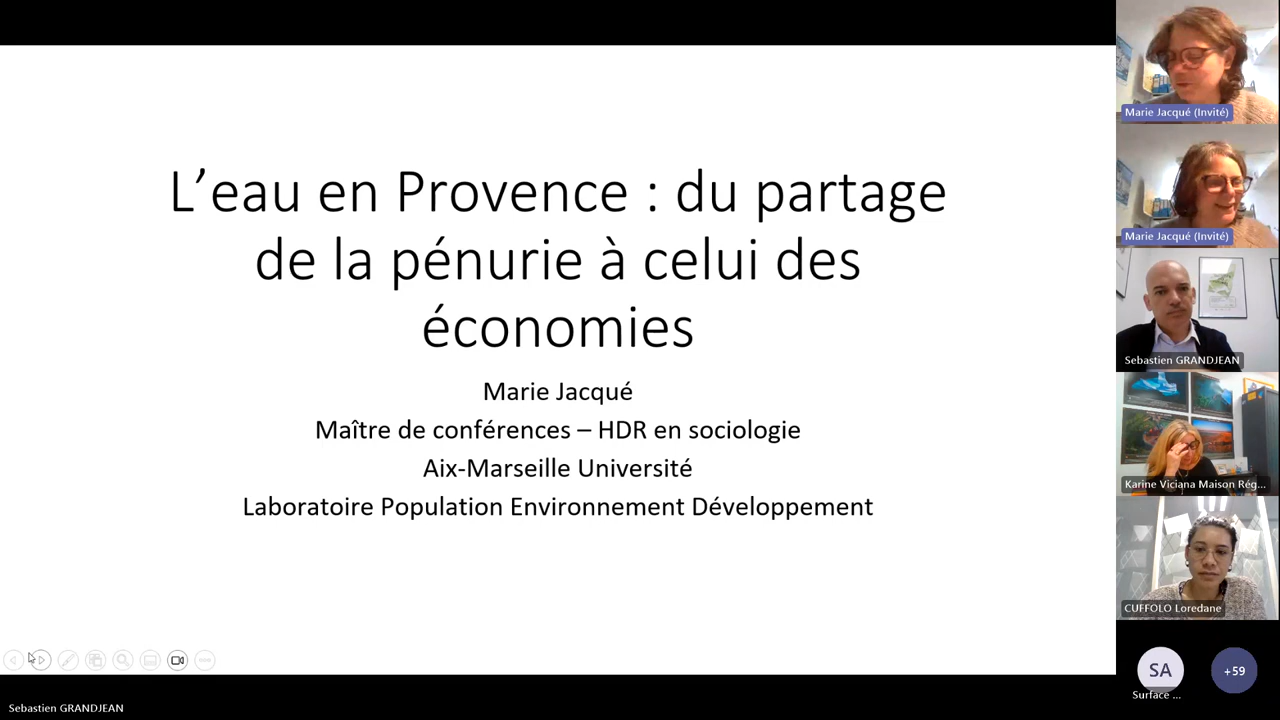 L'eau en Provence : du partage
de la pénurie à celui des
économies
Marie Jacqué
Maître de conférences – HDR en sociologie
Aix-Marseille Université
Laboratoire Population Environnement Développement
Marie Jacqué (Invité)
Marie Jacqué (Invité)
Sebastien GRANDJEAN
Karine Viciana Maison Rég...
CUFFOLO Loredane
SA
Surface ...
+59
Sebastien GRANDJEAN